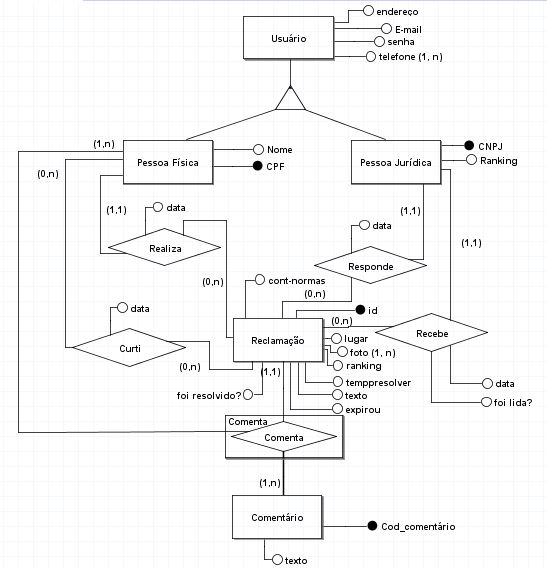 endereço
E-mail
Usuário
senha
telefone (1, n)
(1,n)
Nome
CNPJ
Pessoa Física
Pessoa Jurídica
Ranking
CPF
(0,n)
(1,1)
data
(1,1)
data
Realiza
(1,1)
Responde
(0,n)
cont-normas
(0,n)
data
id
(0,n)
Recebe
Reclamação
lugar
Curti
foto (1, n)
(0,n)
ranking
(1,1)
temppresolver
data
foi resolvido?
texto
foi lida?
expirou
Comenta
Comenta
(1,n)
Comentário
Cod_comentário
texto